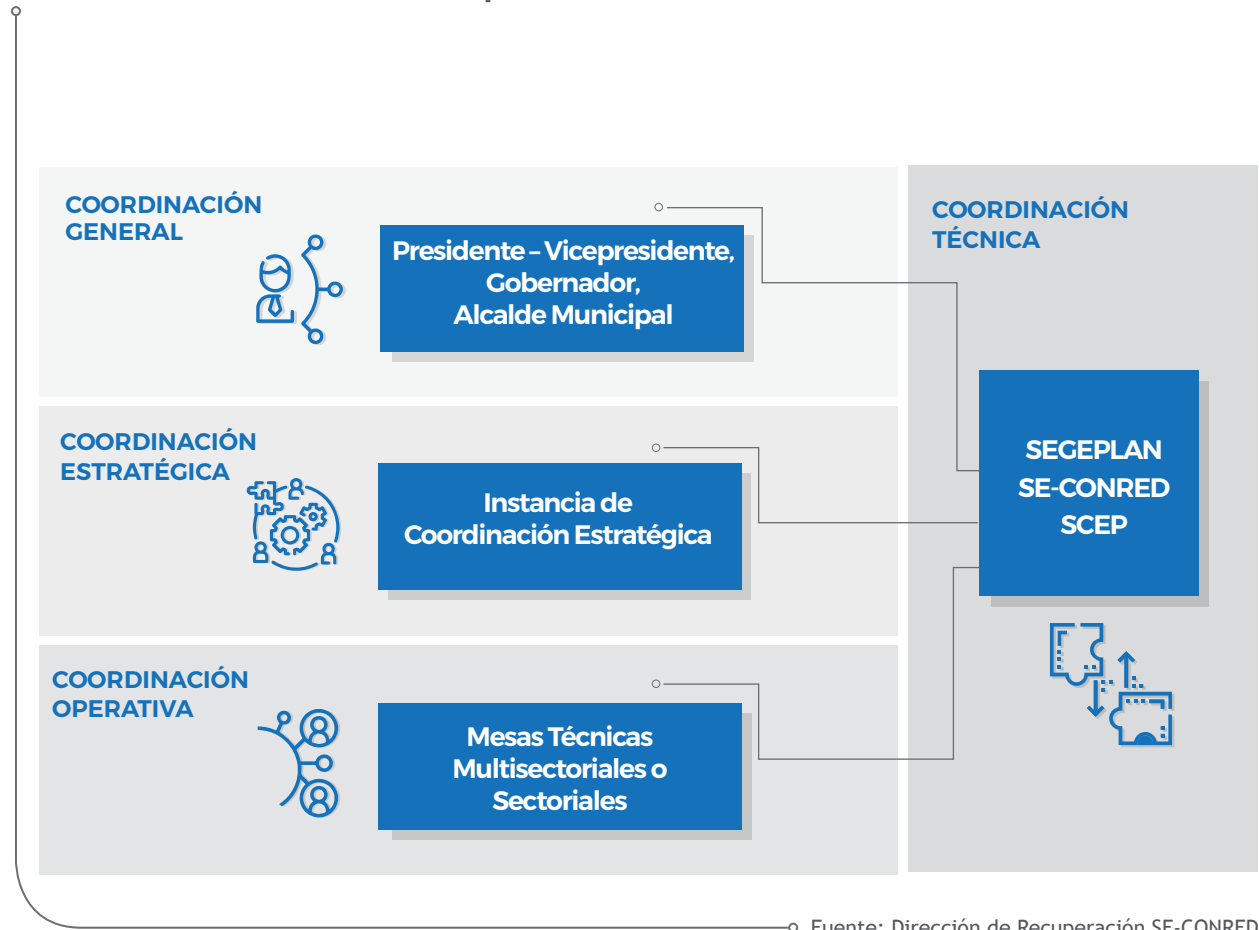 COORDINACIÓN
GENERAL
Presidente – Vicepresidente,
Gobernador,
Alcalde Municipal
COORDINACIÓN
ESTRATÉGICA
Instancia de
Coordinación Estratégica
COORDINACIÓN
OPERATIVA
Mesas Técnicas
Multisectoriales o
Sectoriales
COORDINACIÓN
TÉCNICA
SEGEPLAN
SE-CONRED
SCEP
Fuente: Dirección de Recuperación SE-CONRED